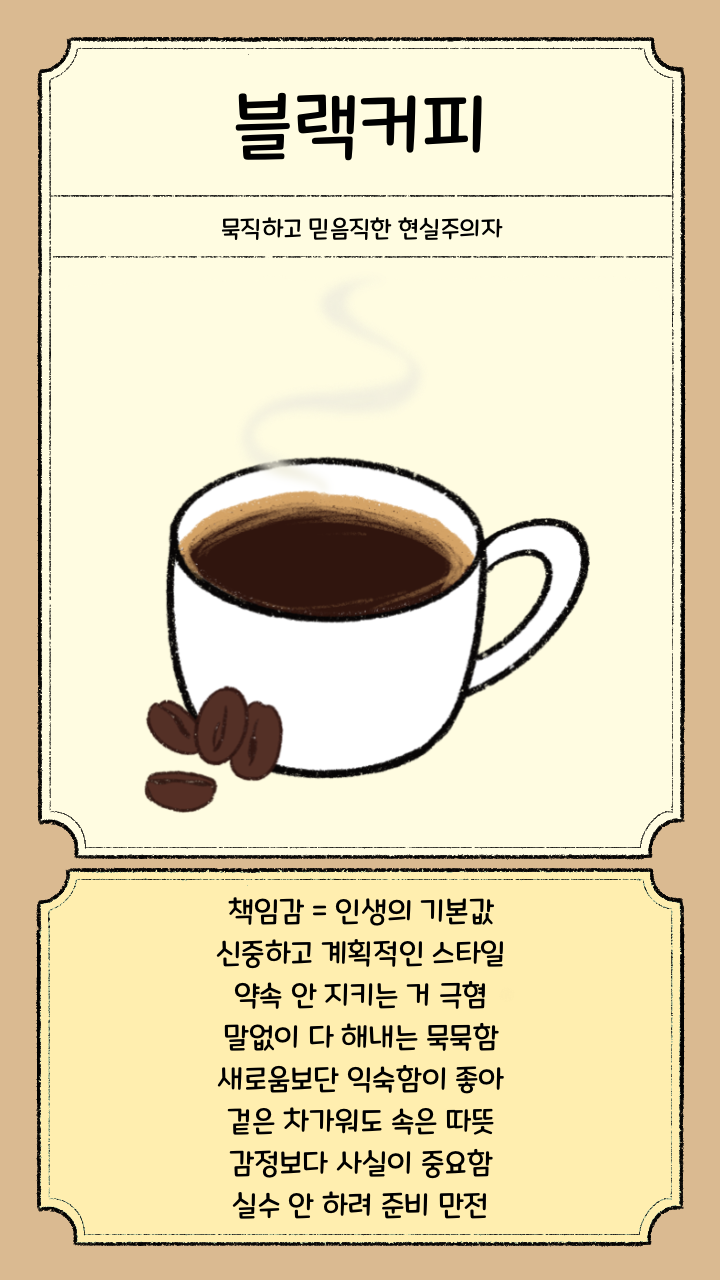 블랙커피
묵직하고 믿음직한 현실주의자
책임감 = 인생의 기본값
신중하고 계획적인 스타일
약속 안 지키는 거 극혐
말없이 다 해내는 묵묵함
새로움보단 익숙함이 좋아
겉은 차가워도 속은 따뜻
감정보다 사실이 중요함
실수 안 하려 준비 만전